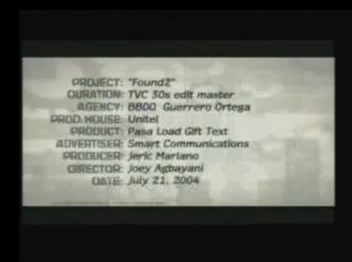 PROJECT: "Found2"
DURATION: TVC 30s edit master
AGENCY: BBDO Guerrero Ortega
PROD. HOUSE: Unitel
PRODUCT: Pasa Load Gift Text
ADVERTISER: Smart Communications
PRODUCER: Jeric Mariano
DIRECTOR: Joey Agbayani
DATE: July 21, 2004